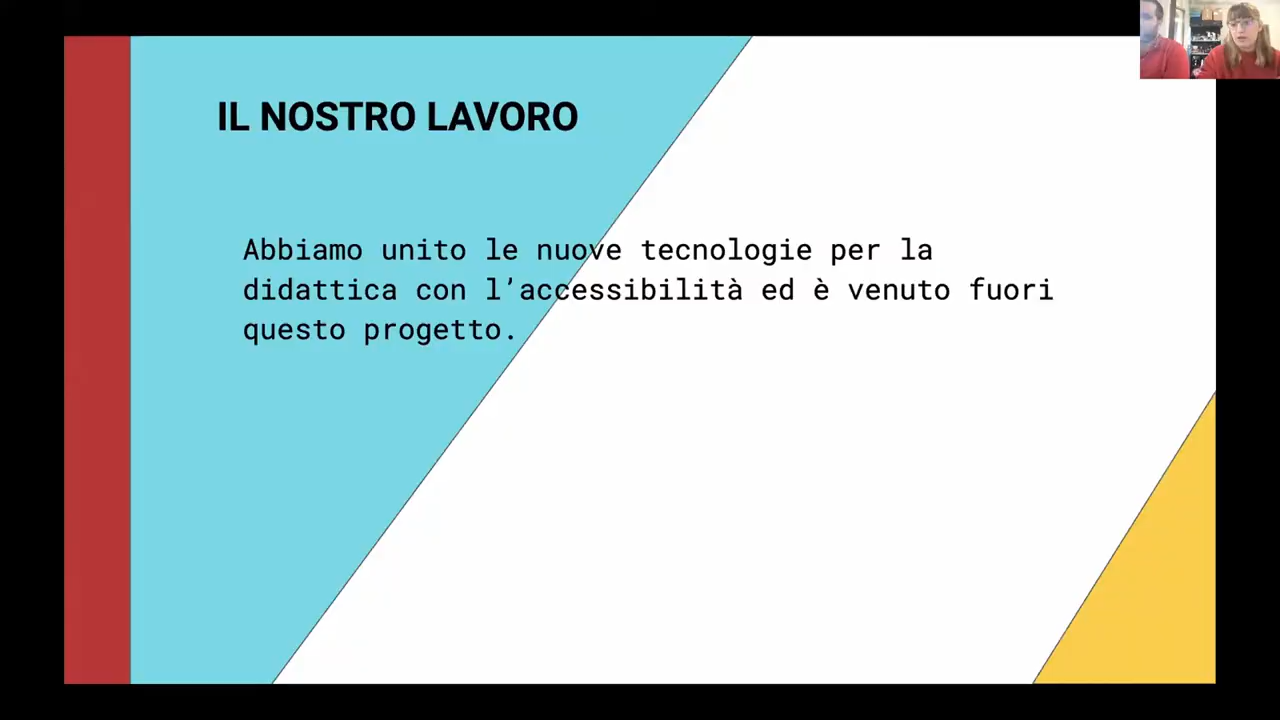 IL NOSTRO LAVORO
Abbiamo unito le nuove tecnologie per la
didattica con l’accessibilità ed è venuto fuori
questo progetto.